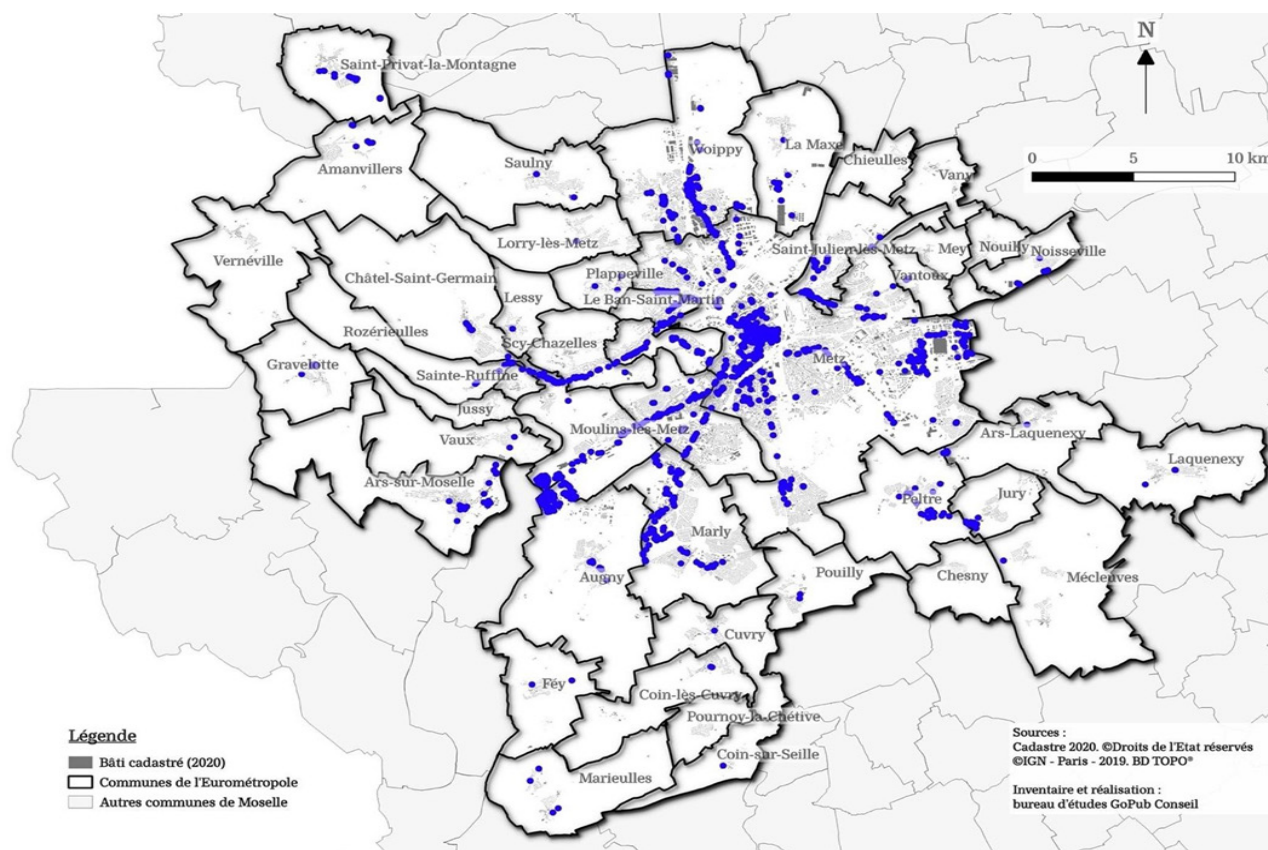 N
Saint-Privat-la-Montagne
Woippy
La Maxe
Chieulles
0 5 10 km
Saulny
Amanvillers
Vany
Lorry-lès-Metz
Saint-Julien-lès-Metz
Mey
Nouilly
Noisseville
Vernéville
Châtel-Saint-Germain
Plappeville
Vantoux
Lessy
Le Ban-Saint-Martin
Rozérieulles
Scy-Chazelles
Metz
Gravelotte
Sainte-Ruffine
Jussy
Moulins-lès-Metz
Vaux
Ars-Laquenexy
Laquenexy
Ars-sur-Moselle
Peltre
Jury
Marly
Augny
Pouilly
Chesny
Mécleuves
Cuvry
Féy
Coin-lès-Cuvry
Pournoy-la-Chétive
Coin-sur-Seille
Marieulles
Légende
Bâti cadastré (2020)
Communes de l'Eurométropole
Autres communes de Moselle
Sources :
Cadastre 2020. ©Droits de l'Etat réservés
©IGN - Paris - 2019. BD TOPO®
Inventaire et réalisation :
bureau d'études GoPub Conseil